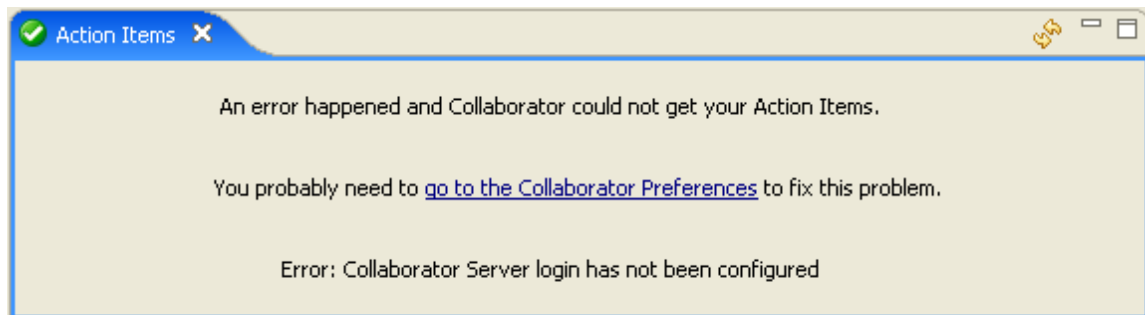 Action Items
An error happened and Collaborator could not get your Action Items.
You probably need to go to the Collaborator Preferences to fix this problem.
Error: Collaborator Server login has not been configured